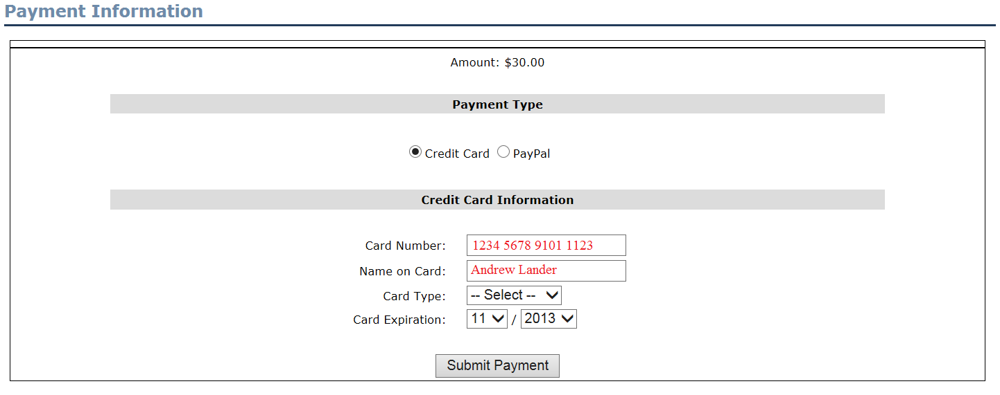 Payment Information
Amount: $30.00
Payment Type
Credit Card PayPal
Credit Card Information
Card Number: 1234 5678 9101 1123
Name on Card: Andrew Lander
Card Type: -- Select --
Card Expiration: 11 / 2013
Submit Payment